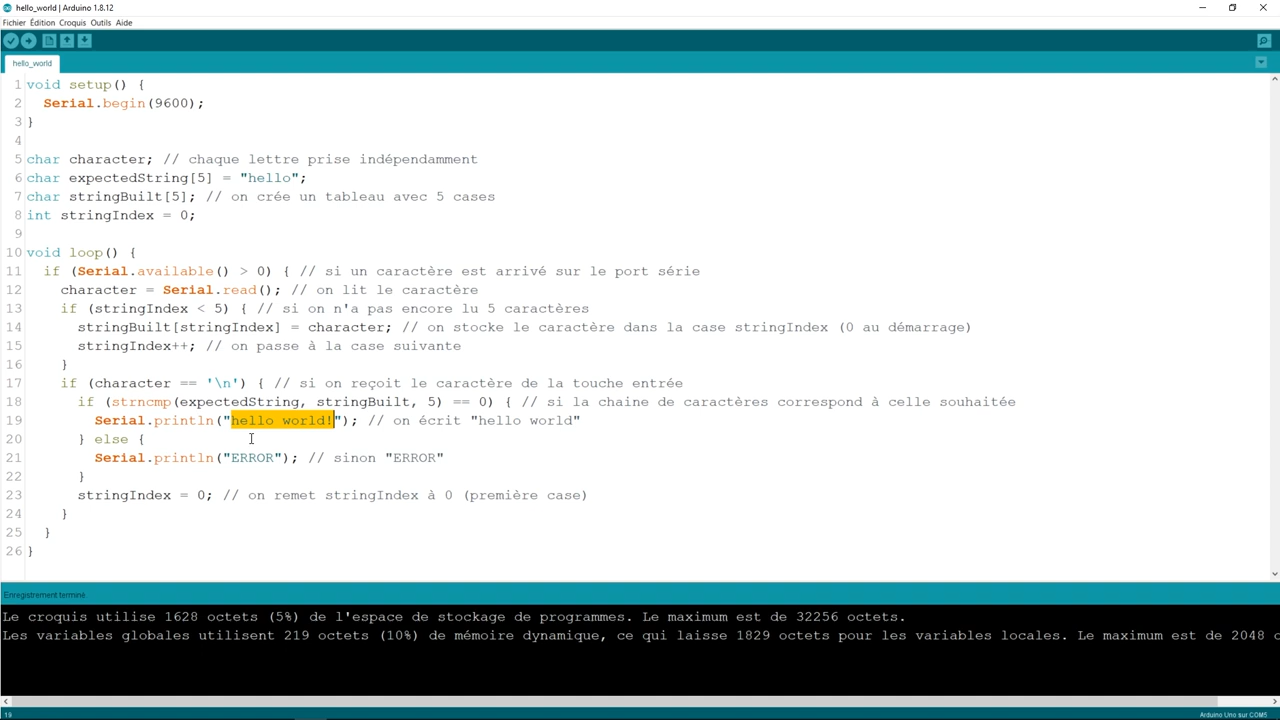 hello_world | Arduino 1.8.12
Fichier Édition Croquis Outils Aide
hello_world
1 void setup() {
2 Serial.begin(9600);
3 }
4
5 char character; // chaque lettre prise indépendamment
6 char expectedString[5] = "hello";
7 char stringBuilt[5]; // on crée un tableau avec 5 cases
8 int stringIndex = 0;
9
10 void loop() {
11 if (Serial.available() > 0) { // si un caractère est arrivé sur le port série
12 character = Serial.read(); // on lit le caractère
13 if (stringIndex < 5) { // si on n'a pas encore lu 5 caractères
14 stringBuilt[stringIndex] = character; // on stocke le caractère dans la case stringIndex (0 au démarrage)
15 stringIndex++; // on passe à la case suivante
16 }
17 if (character == '\n') { // si on reçoit le caractère de la touche entrée
18 if (strncmp(expectedString, stringBuilt, 5) == 0) { // si la chaine de caractères correspond à celle souhaitée
19 Serial.println("hello world!"); // on écrit "hello world"
20 } else {
21 Serial.println("ERROR"); // sinon "ERROR"
22 }
23 stringIndex = 0; // on remet stringIndex à 0 (première case)
24 }
25 }
26 }
Enregistrement terminé.
Le croquis utilise 1628 octets (5%) de l'espace de stockage de programmes. Le maximum est de 32256 octets.
Les variables globales utilisent 219 octets (10%) de mémoire dynamique, ce qui laisse 1829 octets pour les variables locales. Le maximum est de 2048 o
19
Arduino Uno sur COM5